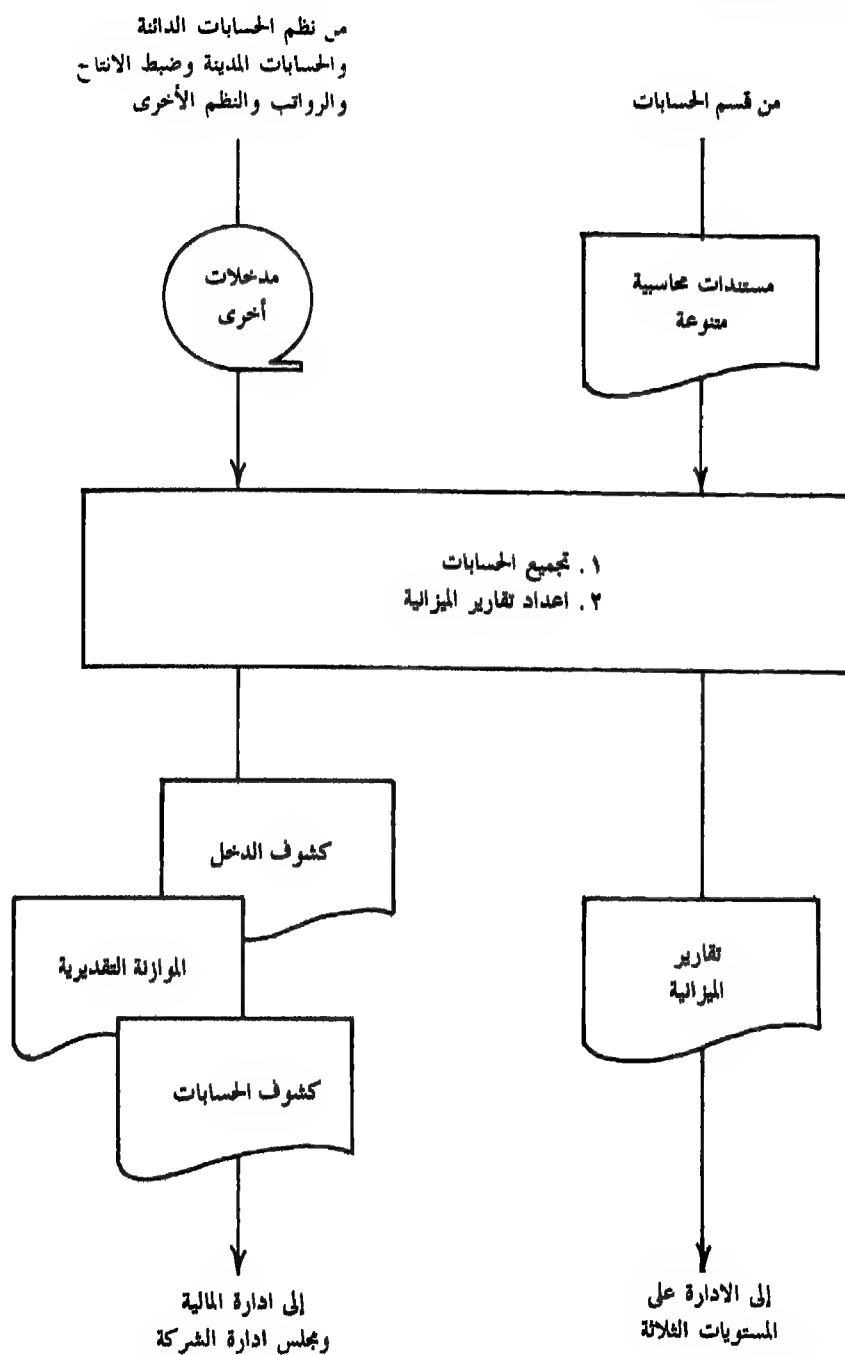 من نظم الحسابات الدائنة
والحسابات المدينة وضبط الانتاج
والرواتب والنظم الأخرى
من قسم الحسابات
مدخلات
أخرى
مستندات محاسبية
متنوعة
١. تجميع الحسابات
٢. اعداد تقارير الميزانية
كشوف الدخل
الموازنة التقديرية
كشوف الحسابات
تقارير
الميزانية
إلى ادارة المالية
ومجلس ادارة الشركة
إلى الادارة على
المستويات الثلاثة